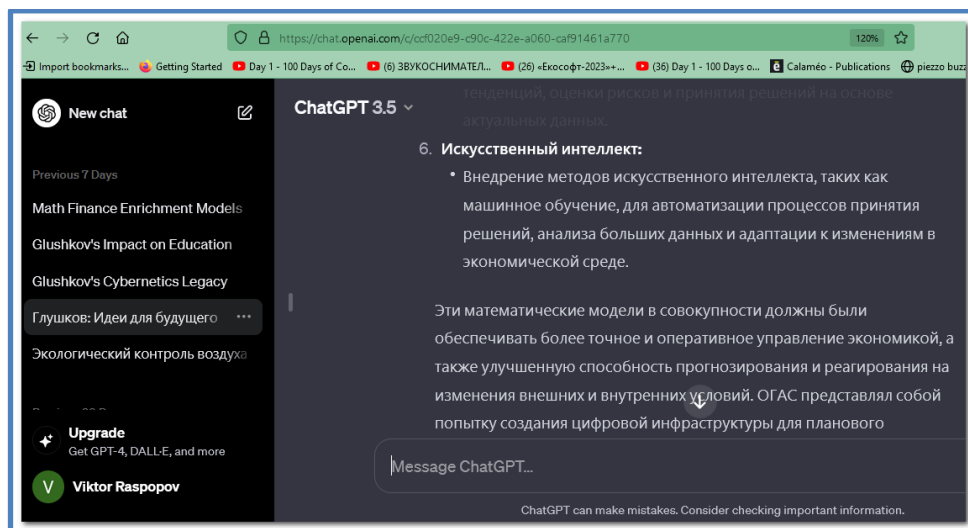 https://chat.openai.com/c/ccf020e9-c90c-422e-a060-caf91461a770
120%
Import bookmarks... Getting Started Day 1 - 100 Days of Co... (6) ЗВУКОСНИМАТЕЛ... (26) «Екософт-2023»+... (36) Day 1 - 100 Days o... Calaméo - Publications piezzo buzz
New chat
Previous 7 Days
Math Finance Enrichment Models
Glushkov's Impact on Education
Glushkov's Cybernetics Legacy
Глушков: Идеи для будущего ...
Экологический контроль воздуха
Upgrade
Get GPT-4, DALL·E, and more
V
Viktor Raspopov
ChatGPT 3.5
тенденций, оценки рисков и принятия решений на основе
актуальных данных.
6. Искусственный интеллект:
• Внедрение методов искусственного интеллекта, таких как
машинное обучение, для автоматизации процессов принятия
решений, анализа больших данных и адаптации к изменениям в
экономической среде.
Эти математические модели в совокупности должны были
обеспечивать более точное и оперативное управление экономикой, а
также улучшенную способность прогнозирования и реагирования на
изменения внешних и внутренних условий. ОГАС представлял собой
попытку создания цифровой инфраструктуры для планового
Message ChatGPT...
ChatGPT can make mistakes. Consider checking important information.